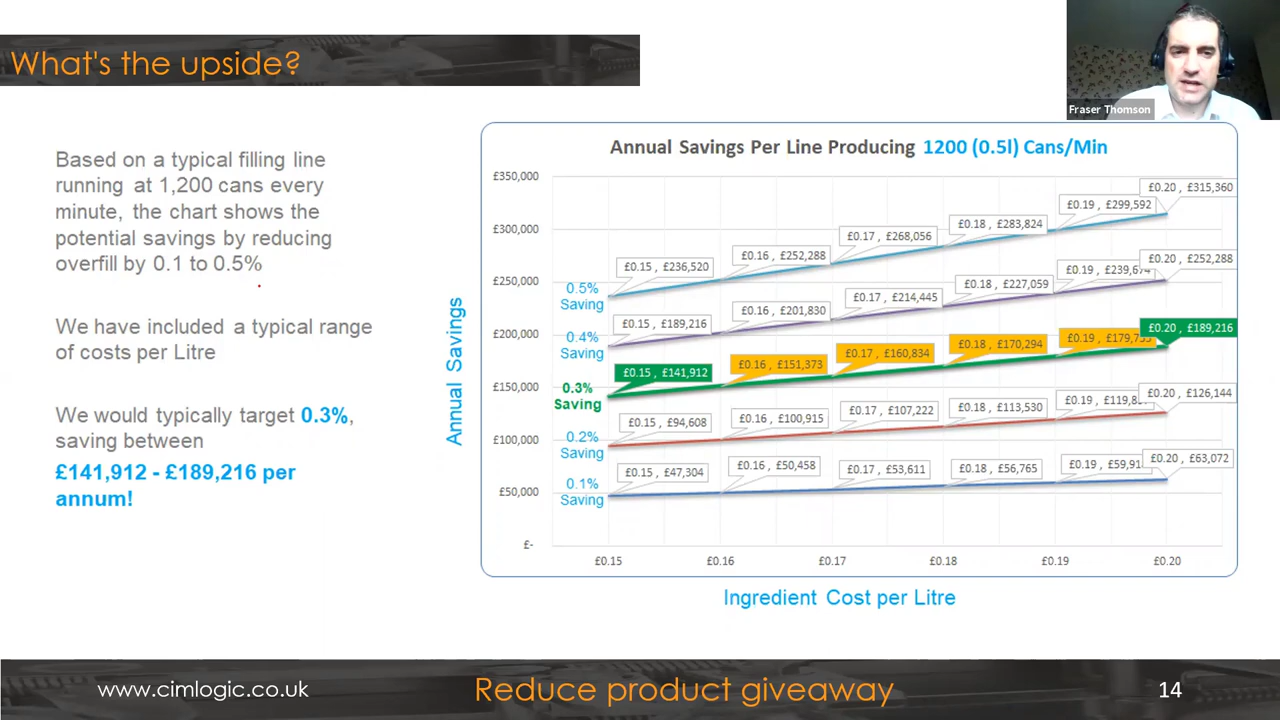 What's the upside?
Fraser Thomson
Based on a typical filling line
running at 1,200 cans every
minute, the chart shows the
potential savings by reducing
overfill by 0.1 to 0.5%
We have included a typical range
of costs per Litre
We would typically target 0.3%,
saving between
£141,912 - £189,216 per
annum!
Annual Savings Per Line Producing 1200 (0.5l) Cans/Min
Annual Savings
£350,000
£300,000
£250,000
£200,000
£150,000
£100,000
£50,000
£-
0.5%
Saving
£0.15 , £236,520
£0.16 , £252,288
£0.17 , £268,056
£0.18 , £283,824
£0.19 , £299,592
£0.20 , £315,360
0.4%
Saving
£0.15 , £189,216
£0.16 , £201,830
£0.17 , £214,445
£0.18 , £227,059
£0.19 ,
£0.20 , £252,288
0.3%
Saving
£0.15 , £141,912
£0.16 , £151,373
£0.17 , £160,834
£0.18 , £170,294
£0.19 ,
£0.20 , £189,216
0.2%
Saving
£0.15 , £94,608
£0.16 , £100,915
£0.17 , £107,222
£0.18 , £113,530
£0.19 ,
£0.20 , £126,144
0.1%
Saving
£0.15 , £47,304
£0.16 , £50,458
£0.17 , £53,611
£0.18 , £56,765
£0.19 ,
£0.20 , £63,072
£0.15
£0.16
£0.17
£0.18
£0.19
£0.20
Ingredient Cost per Litre
www.cimlogic.co.uk
Reduce product giveaway
14